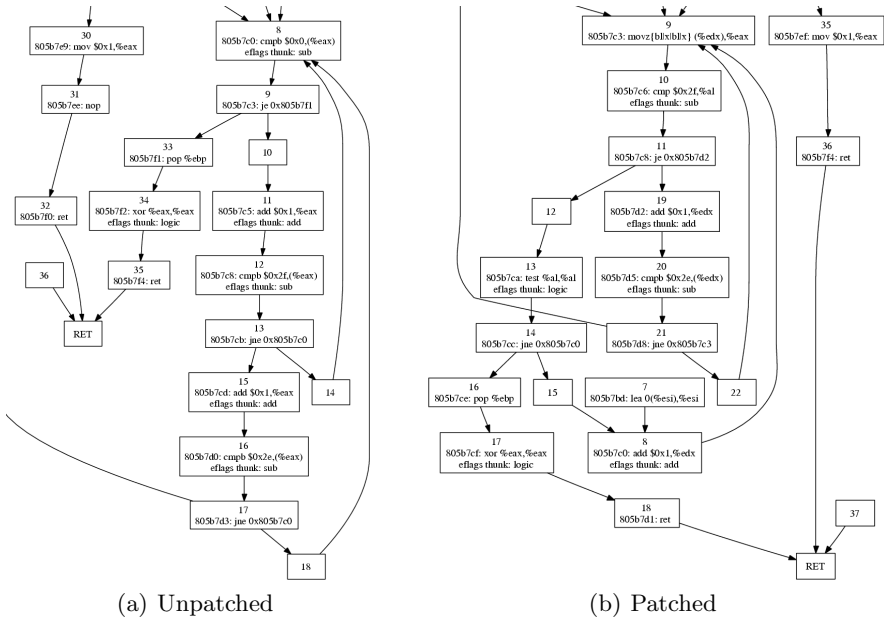 30
805b7e9: mov $0x1,%eax
31
805b7ee: nop
32
805b7f0: ret
36
RET
33
805b7f1: pop %ebp
34
805b7f2: xor %eax,%eax
eflags thunk: logic
35
805b7f4: ret
8
805b7c0: cmpb $0x0,(%eax)
eflags thunk: sub
9
805b7c3: je 0x805b7f1
10
11
805b7c5: add $0x1,%eax
eflags thunk: add
12
805b7c8: cmpb $0x2f,(%eax)
eflags thunk: sub
13
805b7cb: jne 0x805b7c0
14
15
805b7cd: add $0x1,%eax
eflags thunk: add
16
805b7d0: cmpb $0x2e,(%eax)
eflags thunk: sub
17
805b7d3: jne 0x805b7c0
18
(a) Unpatched
9
805b7c3: movz{bl|x|bl|x} (%edx),%eax
10
805b7c6: cmp $0x2f,%al
eflags thunk: sub
11
805b7c8: je 0x805b7d2
12
13
805b7ca: test %al,%al
eflags thunk: logic
14
805b7cc: jne 0x805b7c0
19
805b7d2: add $0x1,%edx
eflags thunk: add
20
805b7d5: cmpb $0x2e,(%edx)
eflags thunk: sub
21
805b7d8: jne 0x805b7c3
22
16
805b7ce: pop %ebp
15
7
805b7bd: lea 0(%esi),%esi
17
805b7cf: xor %eax,%eax
eflags thunk: logic
8
805b7c0: add $0x1,%edx
eflags thunk: add
18
805b7d1: ret
35
805b7ef: mov $0x1,%eax
36
805b7f4: ret
37
RET
(b) Patched